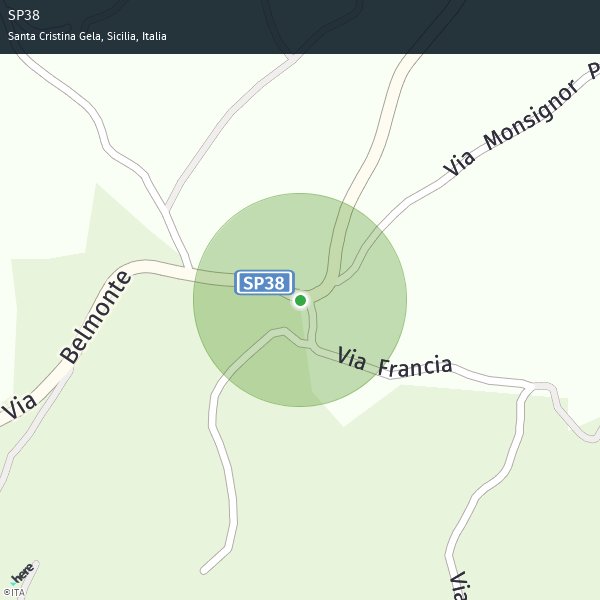 SP38
Santa Cristina Gela, Sicilia, Italia
Via Monsignor P
SP38
Via Belmonte
Via Francia
Via
here
©ITA